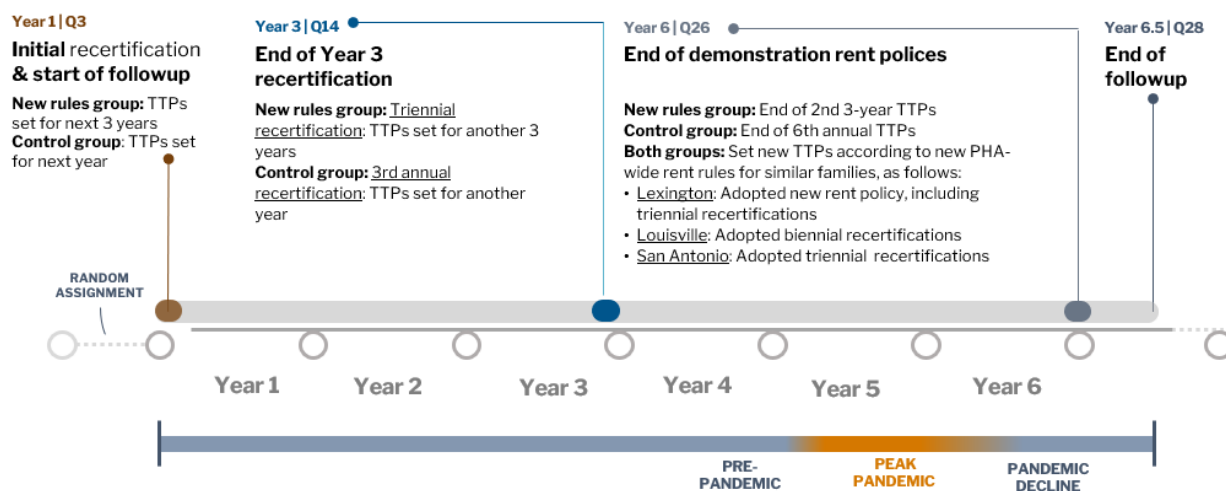 Year 1 | Q3
Initial recertification
& start of followup
New rules group: TTPs
set for next 3 years
Control group: TTP set
for next year
Year 3 | Q14
End of Year 3
recertification
New rules group: Triennial
recertification: TTPs set for another 3
years
Control group: 3rd annual
recertification: TTPs set for another
year
Year 6 | Q26
End of demonstration rent polices
New rules group: End of 2nd 3-year TTPs
Control group: End of 6th annual TTPs
Both groups: Set new TTPs according to new PHA-
wide rent rules for similar families, as follows:
• Lexington: Adopted new rent policy, including
triennial recertifications
• Louisville: Adopted biennial recertifications
• San Antonio: Adopted triennial recertifications
Year 6.5 | Q28
End of
followup
RANDOM
ASSIGNMENT
Year 1
Year 2
Year 3
Year 4
Year 5
Year 6
PRE-
PANDEMIC
PEAK
PANDEMIC
PANDEMIC
DECLINE